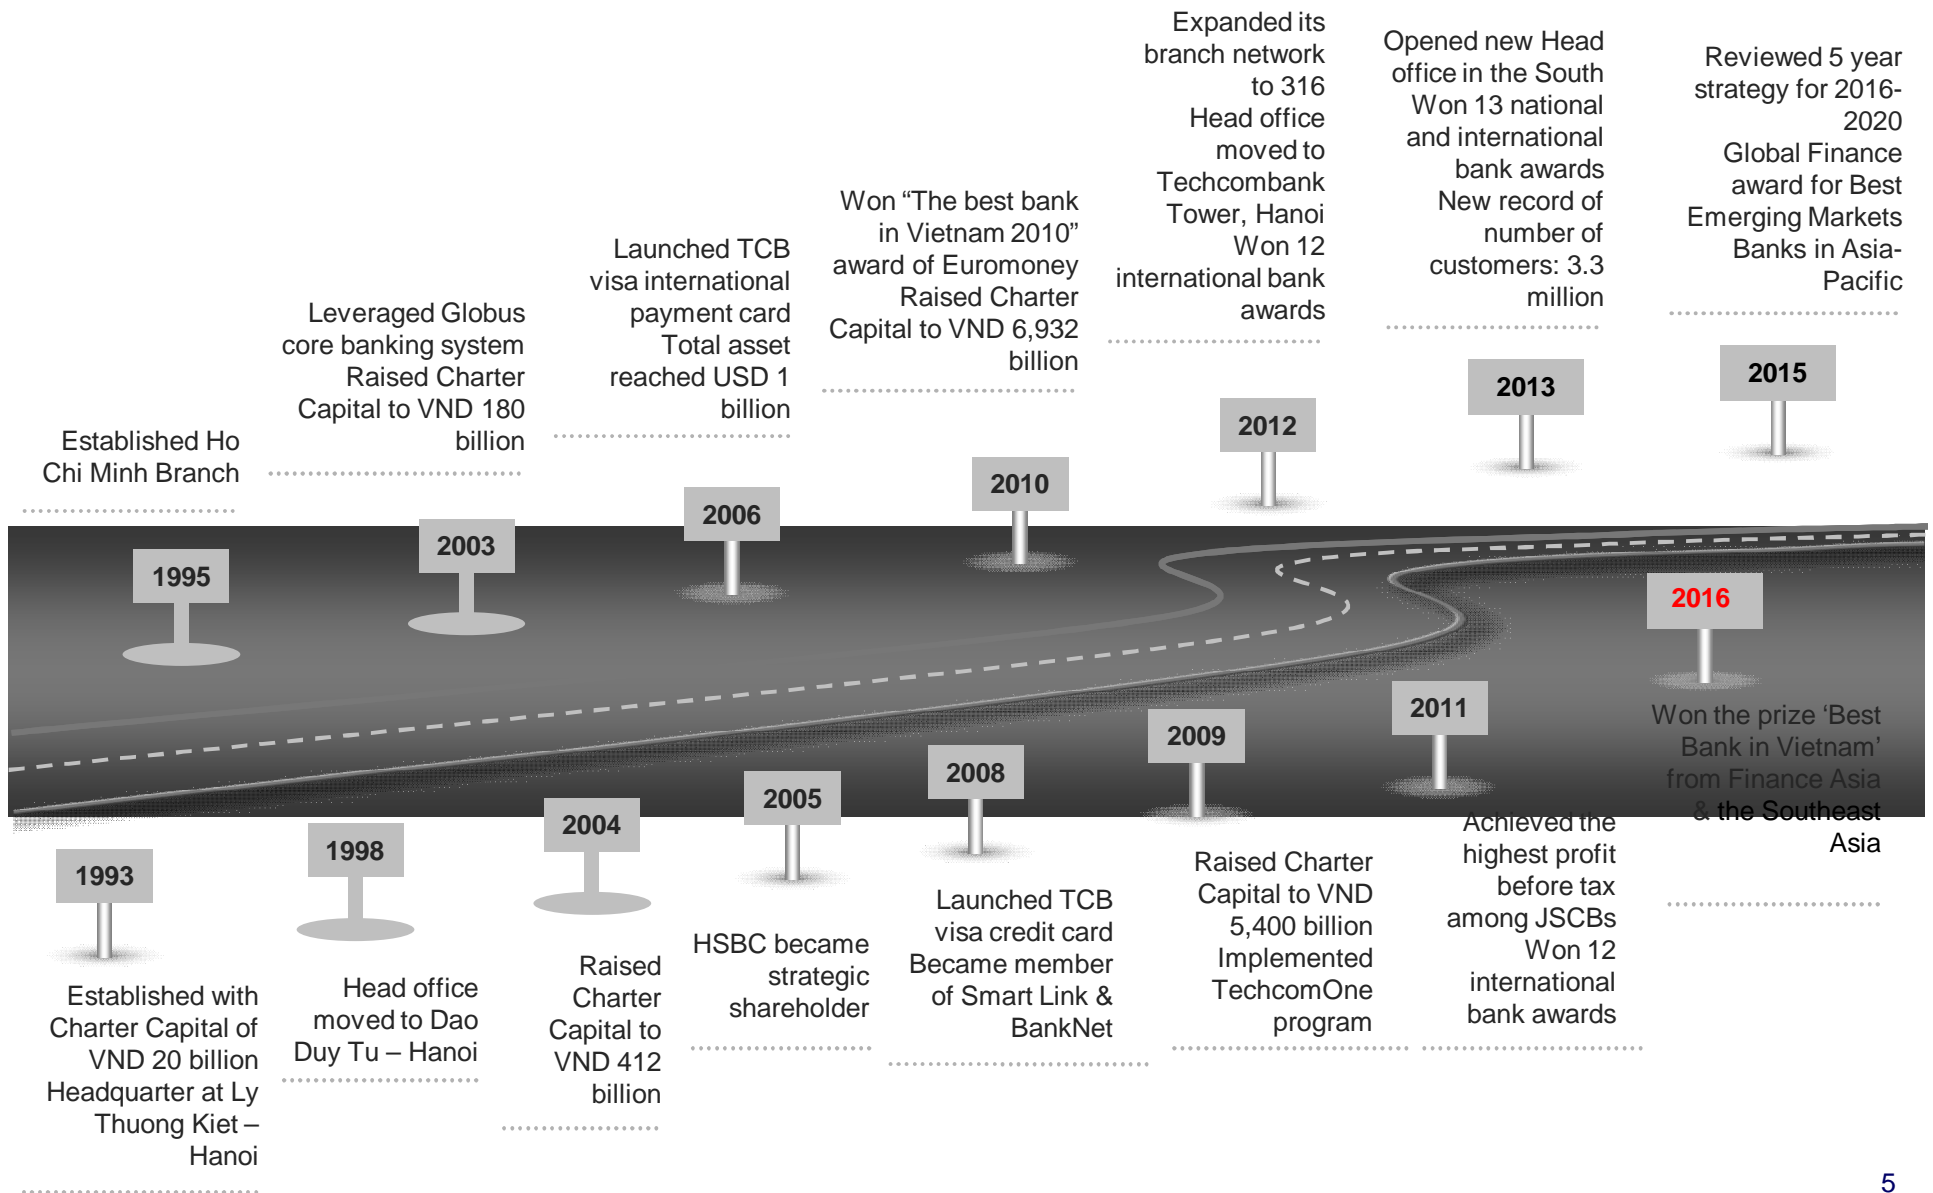 Established Ho
Chi Minh Branch
1995
Leveraged Globus
core banking system
Raised Charter
Capital to VND 180
billion
2003
Launched TCB
visa international
payment card
Total asset
reached USD 1
billion
2006
Won “The best bank
in Vietnam 2010”
award of Euromoney
Raised Charter
Capital to VND 6,932
billion
2010
Expanded its
branch network
to 316
Head office
moved to
Techcombank
Tower, Hanoi
Won 12
international bank
awards
2012
Opened new Head
office in the South
Won 13 national
and international
bank awards
New record of
number of
customers: 3.3
million
2013
Reviewed 5 year
strategy for 2016-
2020
Global Finance
award for Best
Emerging Markets
Banks in Asia-
Pacific
2015
1993
Established with
Charter Capital of
VND 20 billion
Headquarter at Ly
Thuong Kiet –
Hanoi
1998
Head office
moved to Dao
Duy Tu – Hanoi
2004
Raised
Charter
Capital to
VND 412
billion
2005
HSBC became
strategic
shareholder
2008
Launched TCB
visa credit card
Became member
of Smart Link &
BankNet
2009
Raised Charter
Capital to VND
5,400 billion
Implemented
TechcomOne
program
2011
Achieved the
highest profit
before tax
among JSCBs
Won 12
international
bank awards
2016
Won the prize ‘Best
Bank in Vietnam’
from Finance Asia
& the Southeast
Asia
5